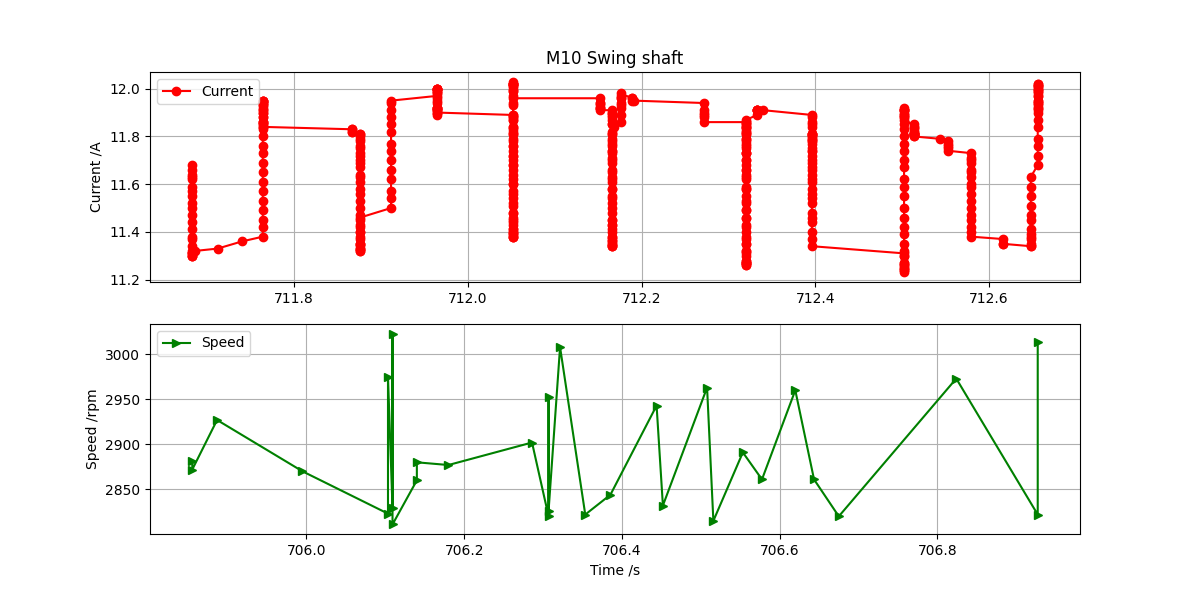 M10 Swing shaft
Current /A
12.0
11.8
11.6
11.4
11.2
Current
711.8 712.0 712.2 712.4 712.6
Speed /rpm
3000
2950
2900
2850
Speed
706.0 706.2 706.4 706.6 706.8
Time /s